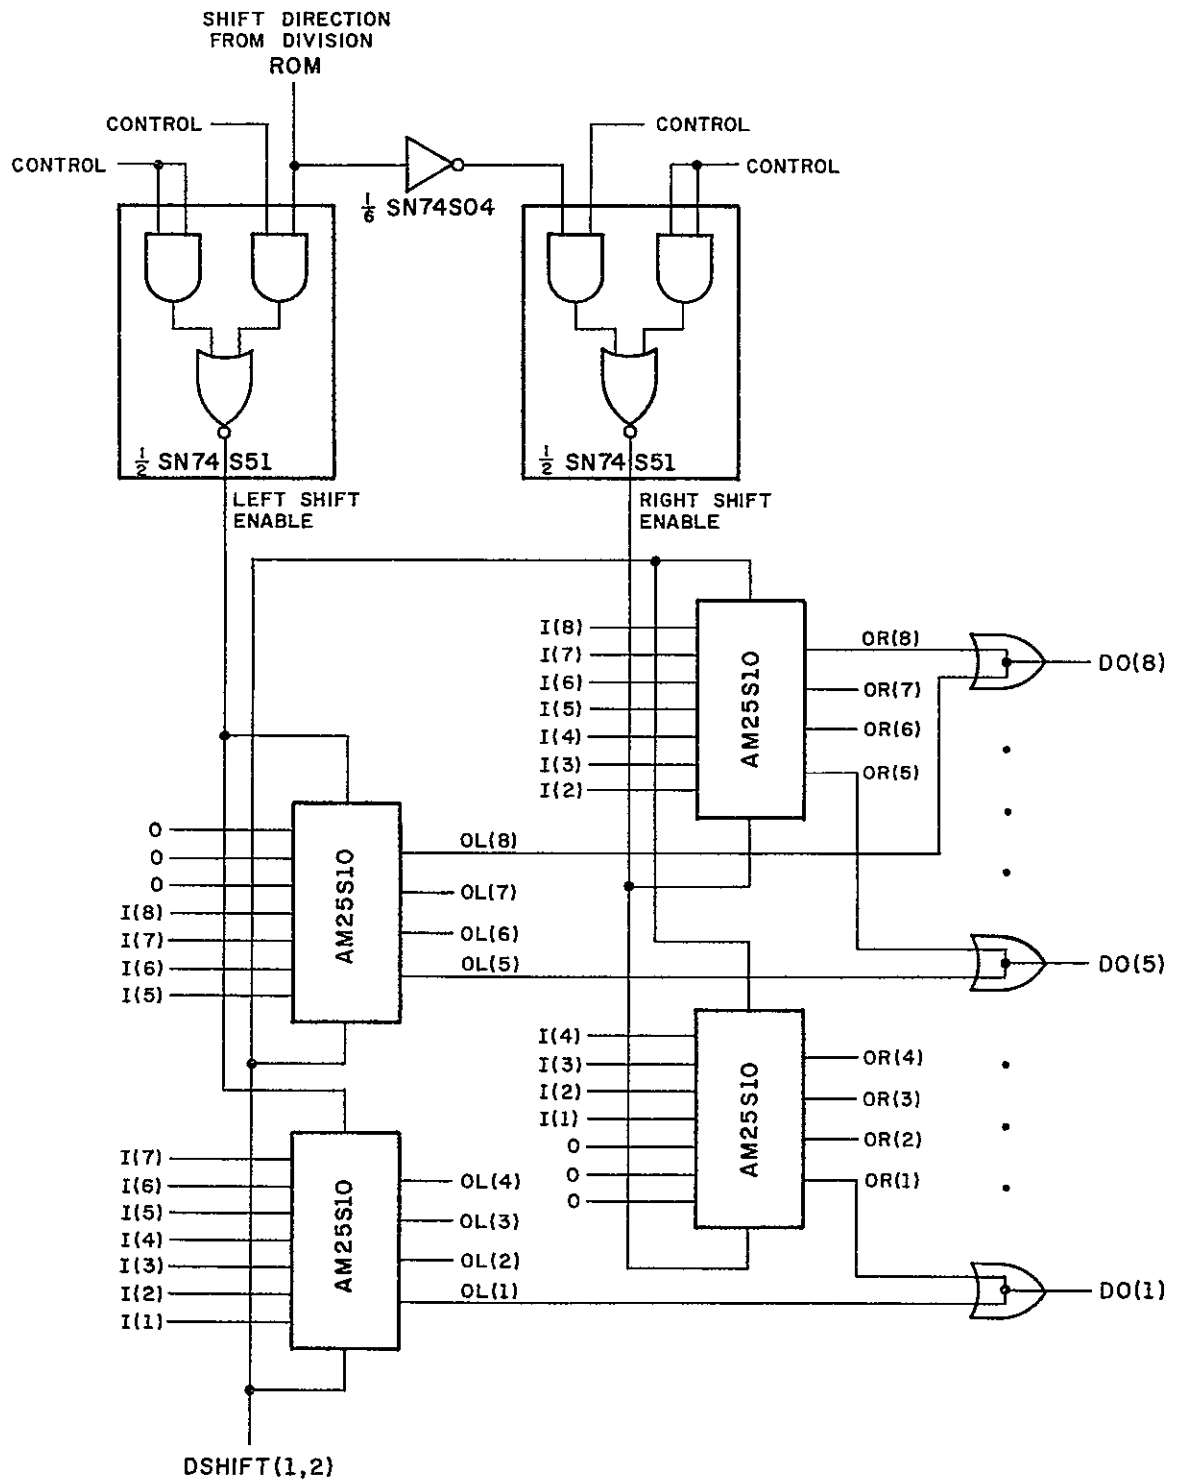 SHIFT DIRECTION
FROM DIVISION
ROM
CONTROL
CONTROL
CONTROL
CONTROL
1/6 SN74S04
1/2 SN74S51
1/2 SN74S51
LEFT SHIFT
ENABLE
RIGHT SHIFT
ENABLE
I(8)
I(7)
I(6)
I(5)
I(4)
I(3)
I(2)
AM25S10
OR(8)
OR(7)
OR(6)
OR(5)
DO(8)
0
0
0
I(8)
I(7)
I(6)
I(5)
AM25S10
OL(8)
OL(7)
OL(6)
OL(5)
DO(5)
I(4)
I(3)
I(2)
I(1)
0
0
0
AM25S10
OR(4)
OR(3)
OR(2)
OR(1)
I(7)
I(6)
I(5)
I(4)
I(3)
I(2)
I(1)
AM25S10
OL(4)
OL(3)
OL(2)
OL(1)
DO(1)
DSHIFT(1,2)